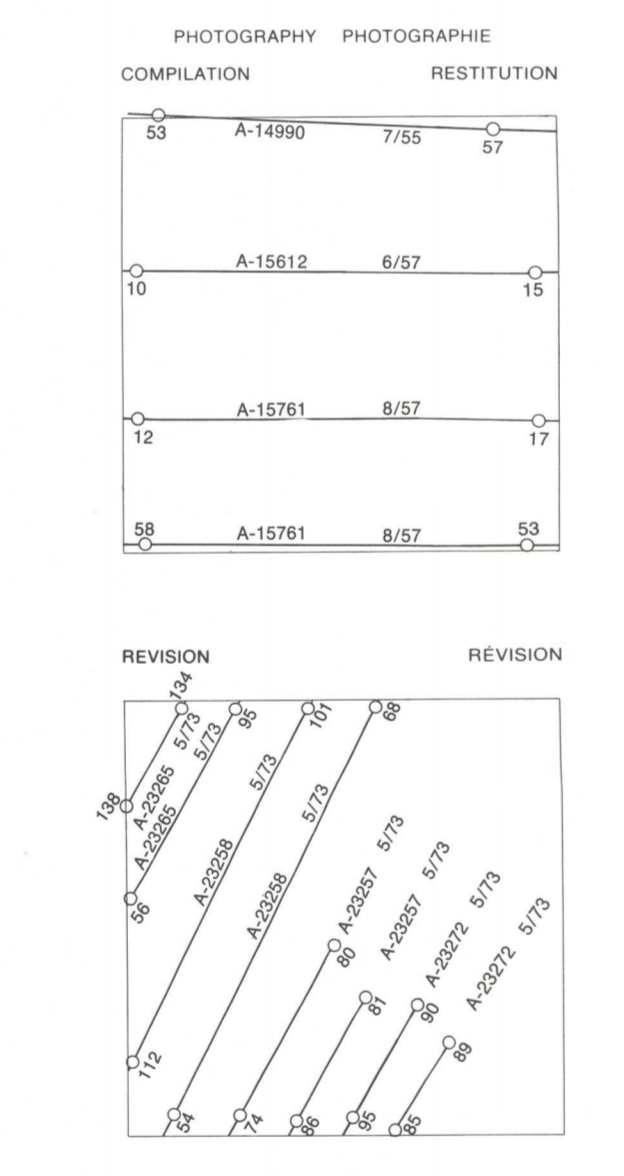 PHOTOGRAPHY PHOTOGRAPHIE
COMPILATION RESTITUTION
53 A-14990 7/55 57
A-15612 6/57
10 15
A-15761 8/57
12 17
58 A-15761 8/57 53
REVISION RÉVISION
134 95 101 68
138 A-23265 5/73
A-23265 5/73
56
A-23258 5/73
112
A-23258 5/73
54
A-23257 5/73
80
74
A-23257 5/73
81
86
A-23272 5/73
90
95
A-23272 5/73
89
85